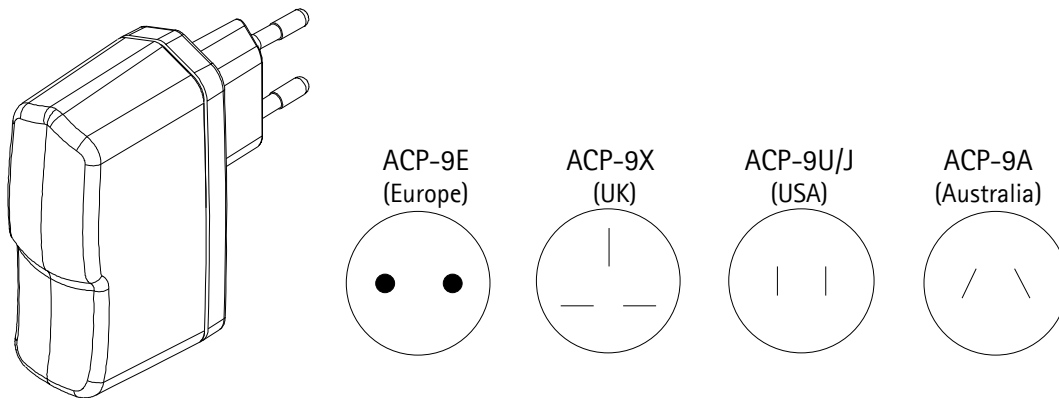 ACP-9E
(Europe)
ACP-9X
(UK)
ACP-9U/J
(USA)
ACP-9A
(Australia)